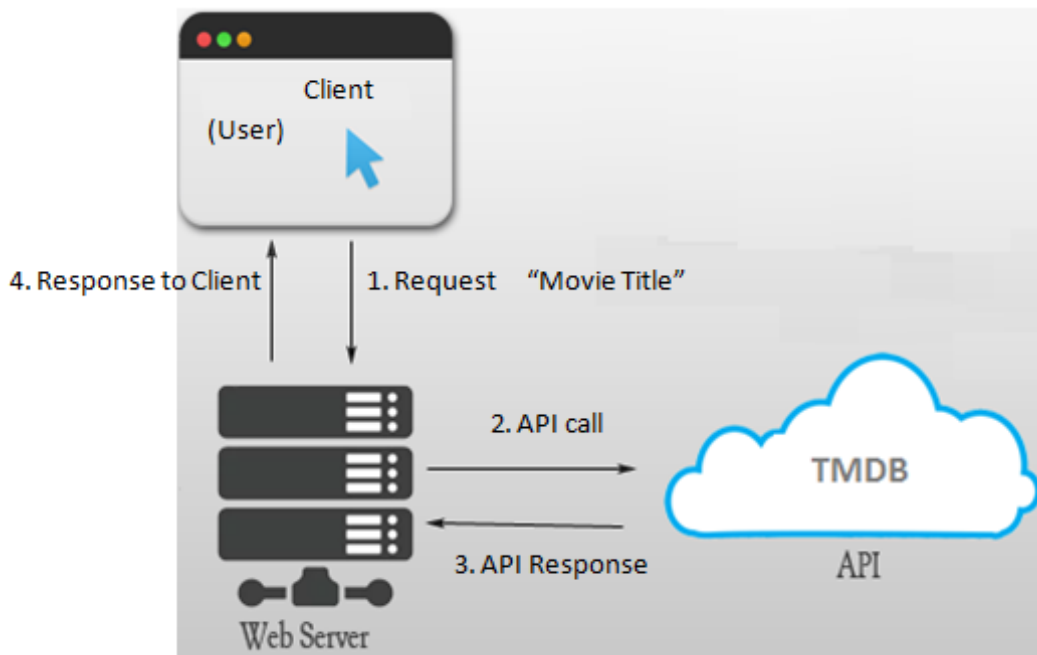 Client
(User)
4. Response to Client
1. Request “Movie Title”
2. API call
TMDB
3. API Response
API
Web Server